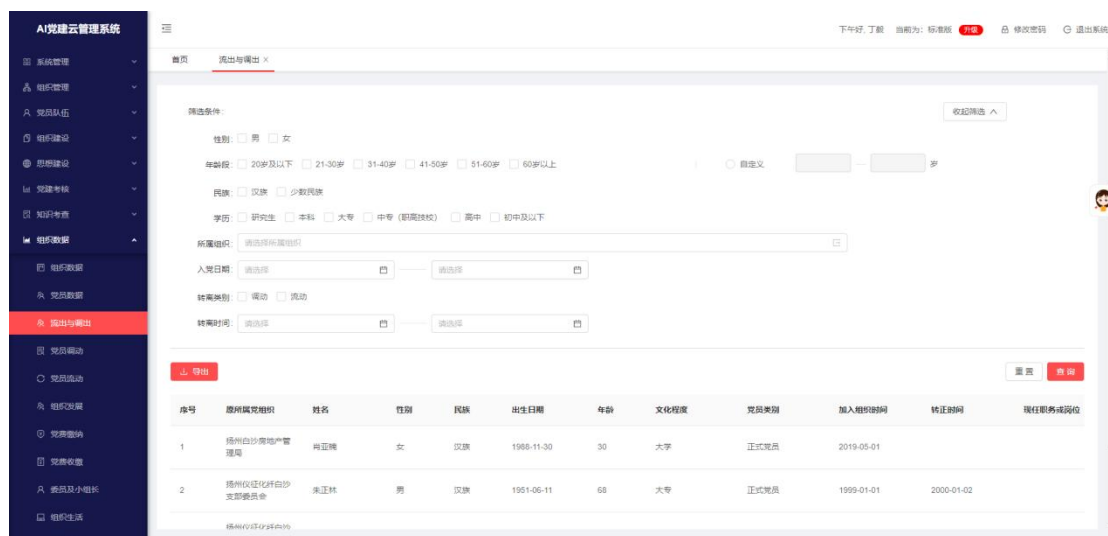 AI党建云管理系统
下午好, 丁毅 当前为: 标准版 升级 修改密码 退出系统
系统管理
组织管理
党员队伍
组织建设
思想建设
党建考核
知识考查
组织数据
组织数据
党员数据
流出与调出
党员调动
党员流动
组织发展
党费缴纳
党费收缴
委员及小组长
组织生活
首页 流出与调出 ×
筛选条件: 收起筛选
性别: 男 女
年龄段: 20岁及以下 21-30岁 31-40岁 41-50岁 51-60岁 60岁以上 自定义 — 岁
民族: 汉族 少数民族
学历: 研究生 本科 大专 中专（职高技校） 高中 初中及以下
所属组织: 请选择所属组织
入党日期: 请选择 请选择
转离类别: 调动 流动
转离时间: 请选择 请选择
导出 重置 查询
序号 原所属党组织 姓名 性别 民族 出生日期 年龄 文化程度 党员类别 加入组织时间 转正时间 现任职务或岗位
1 扬州白沙房地产管理局 肖亚楠 女 汉族 1988-11-30 30 大学 正式党员 2019-05-01
2 扬州仪征化纤白沙支部委员会 朱正林 男 汉族 1951-06-11 68 大专 正式党员 1999-01-01 2000-01-02
扬州仪征化纤白沙